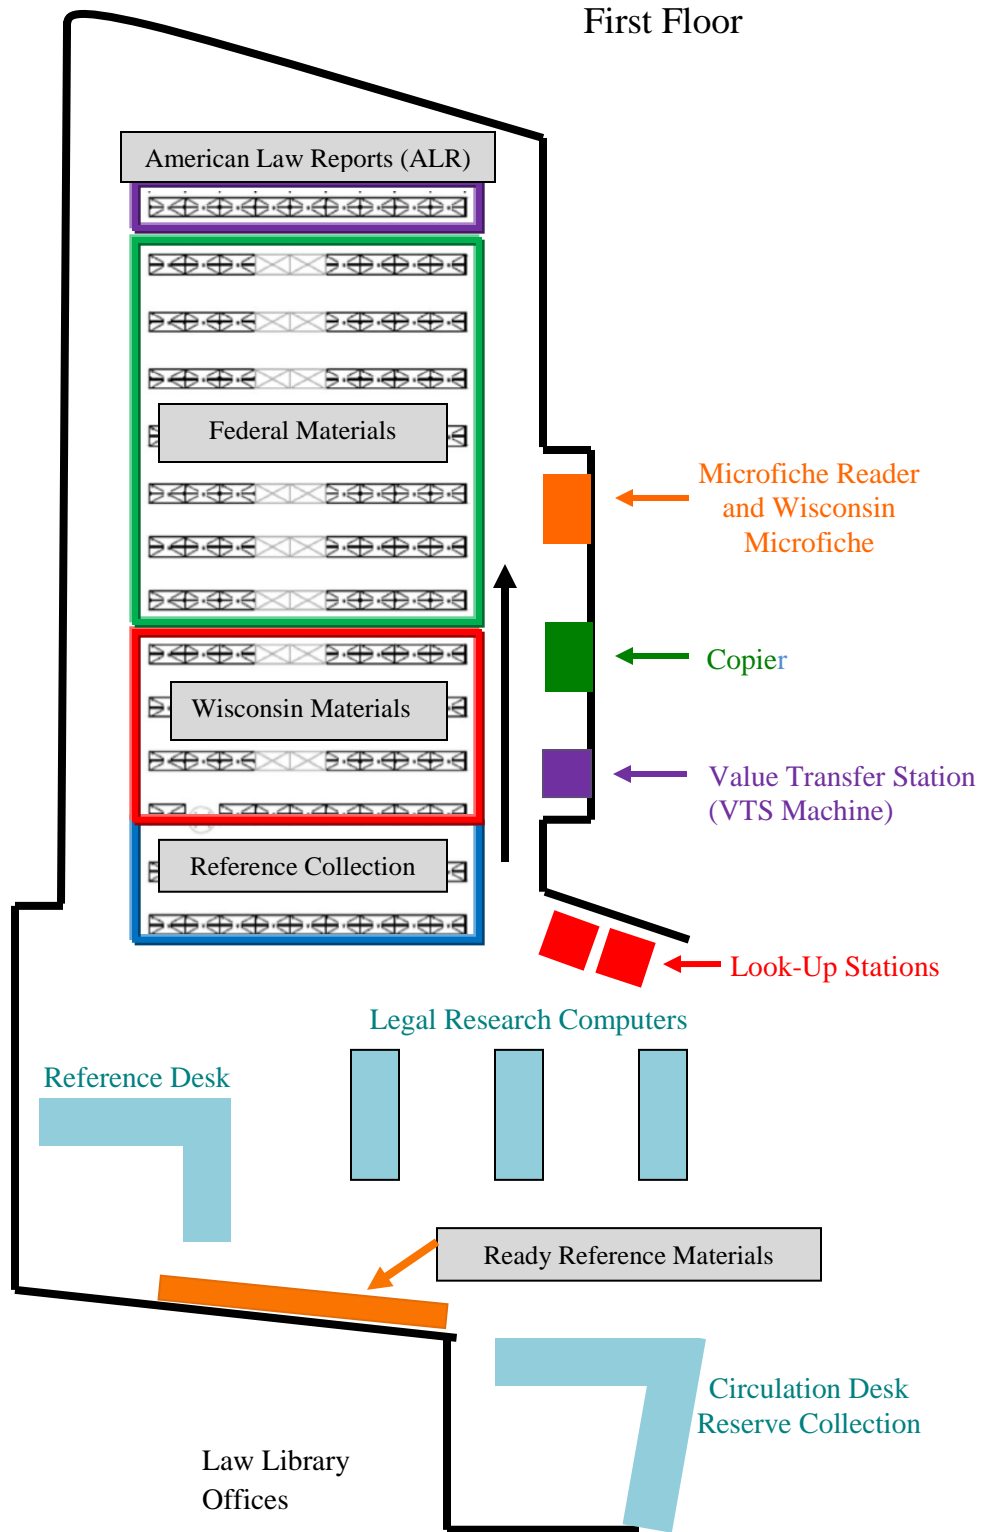 First Floor
American Law Reports (ALR)
Federal Materials
Microfiche Reader
and Wisconsin
Microfiche
Copier
Wisconsin Materials
Value Transfer Station
(VTS Machine)
Reference Collection
Look-Up Stations
Legal Research Computers
Reference Desk
Ready Reference Materials
Circulation Desk
Reserve Collection
Law Library
Offices